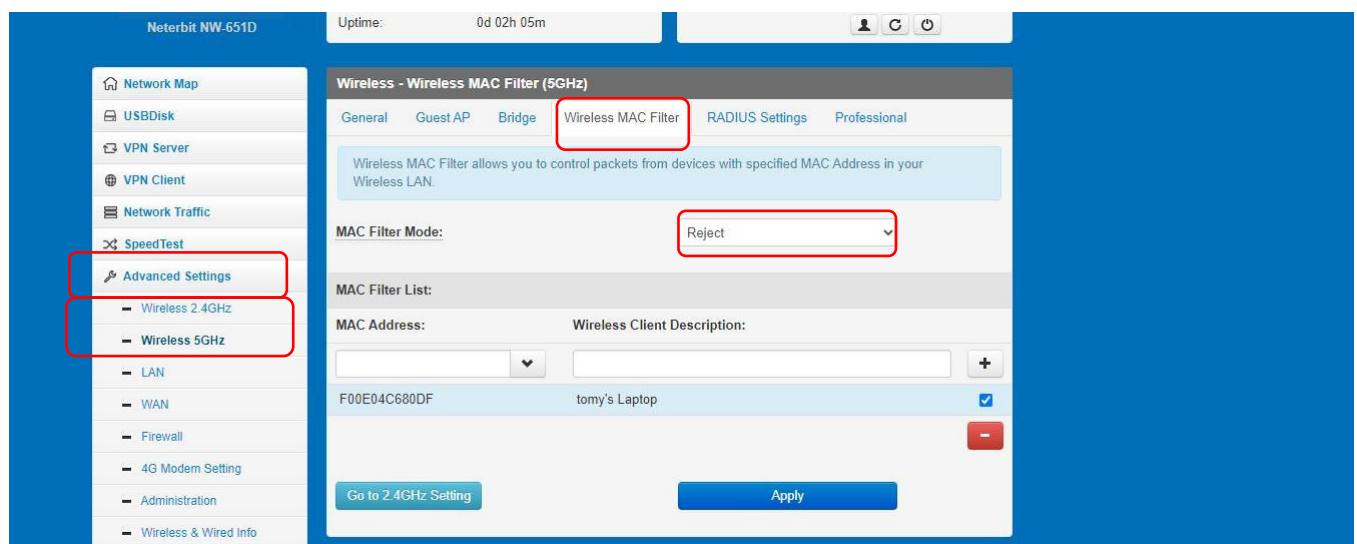 Neterbit NW-651D
Uptime: 0d 02h 05m
Network Map
USBDisk
VPN Server
VPN Client
Network Traffic
SpeedTest
Advanced Settings
Wireless 2.4GHz
Wireless 5GHz
LAN
WAN
Firewall
4G Modem Setting
Administration
Wireless & Wired Info
Wireless - Wireless MAC Filter (5GHz)
General Guest AP Bridge Wireless MAC Filter RADIUS Settings Professional
Wireless MAC Filter allows you to control packets from devices with specified MAC Address in your
Wireless LAN.
MAC Filter Mode: Reject
MAC Filter List:
MAC Address: Wireless Client Description:
F00E04C680DF tomy's Laptop
Go to 2.4GHz Setting Apply